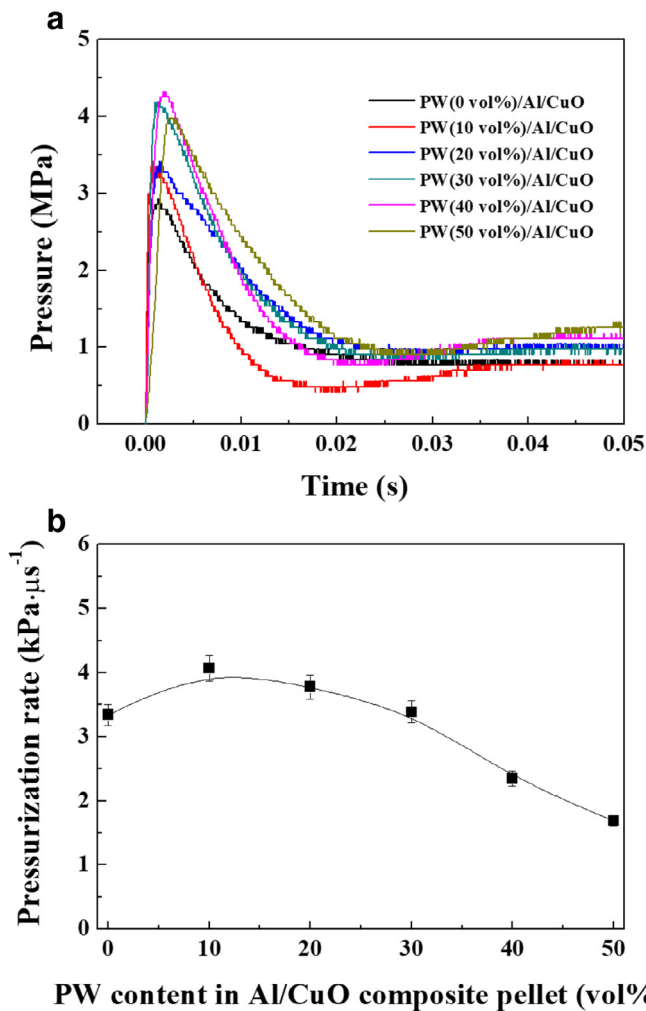 a
5
4
3
2
1
0
Pressure (MPa)
PW(0 vol%)/Al/CuO
PW(10 vol%)/Al/CuO
PW(20 vol%)/Al/CuO
PW(30 vol%)/Al/CuO
PW(40 vol%)/Al/CuO
PW(50 vol%)/Al/CuO
0.00 0.01 0.02 0.03 0.04 0.05
Time (s)
b
6
5
4
3
2
1
0
Pressurization rate (kPa·μs⁻¹)
0 10 20 30 40 50
PW content in Al/CuO composite pellet (vol%